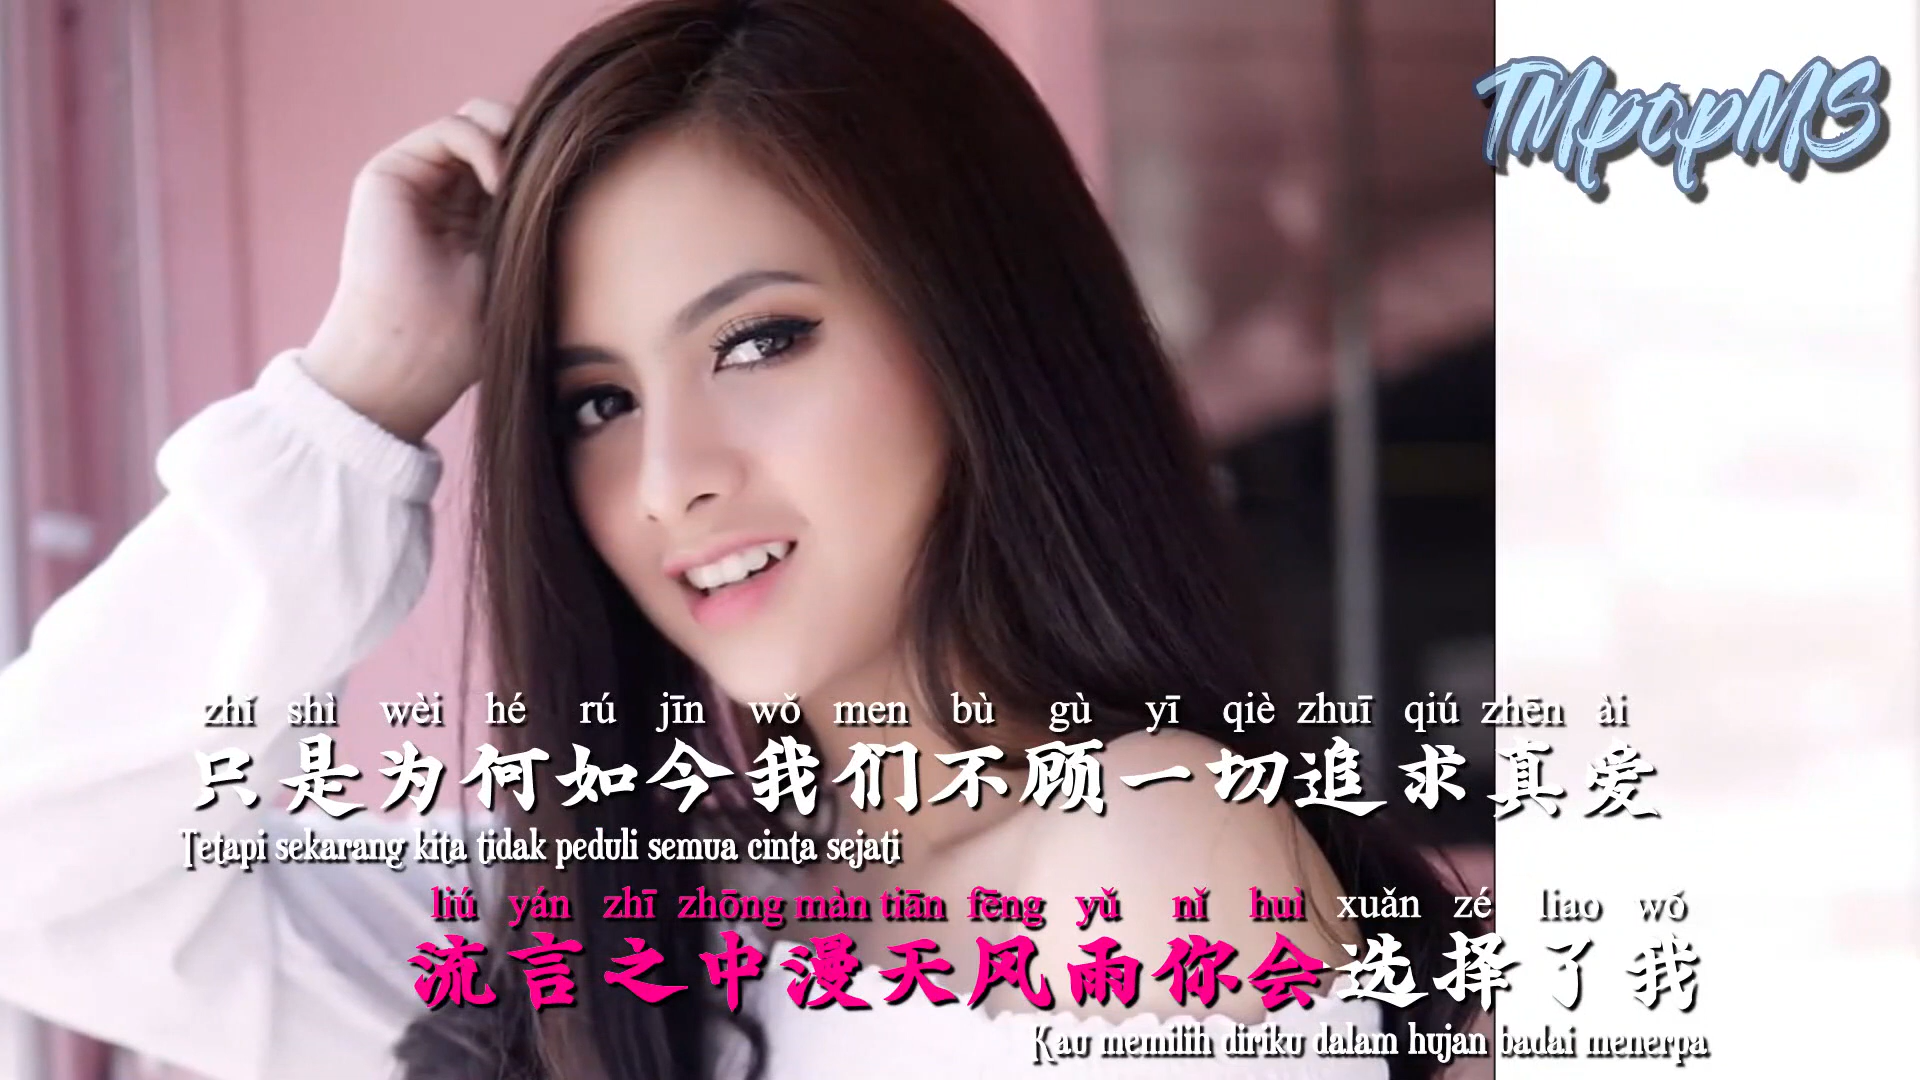 TMpopMS
zhǐ shì wèi hé rú jīn wǒ men bù gù yī qiè zhuī qiú zhēn ài
只是为何如今我们不顾一切追求真爱
Tetapi sekarang kita tidak peduli semua cinta sejati
liú yán zhī zhōng màn tiān fēng yǔ nǐ huì xuǎn zé liao wǒ
流言之中漫天风雨你会选择了我
Kau memilih diriku dalam hujan badai menerpa